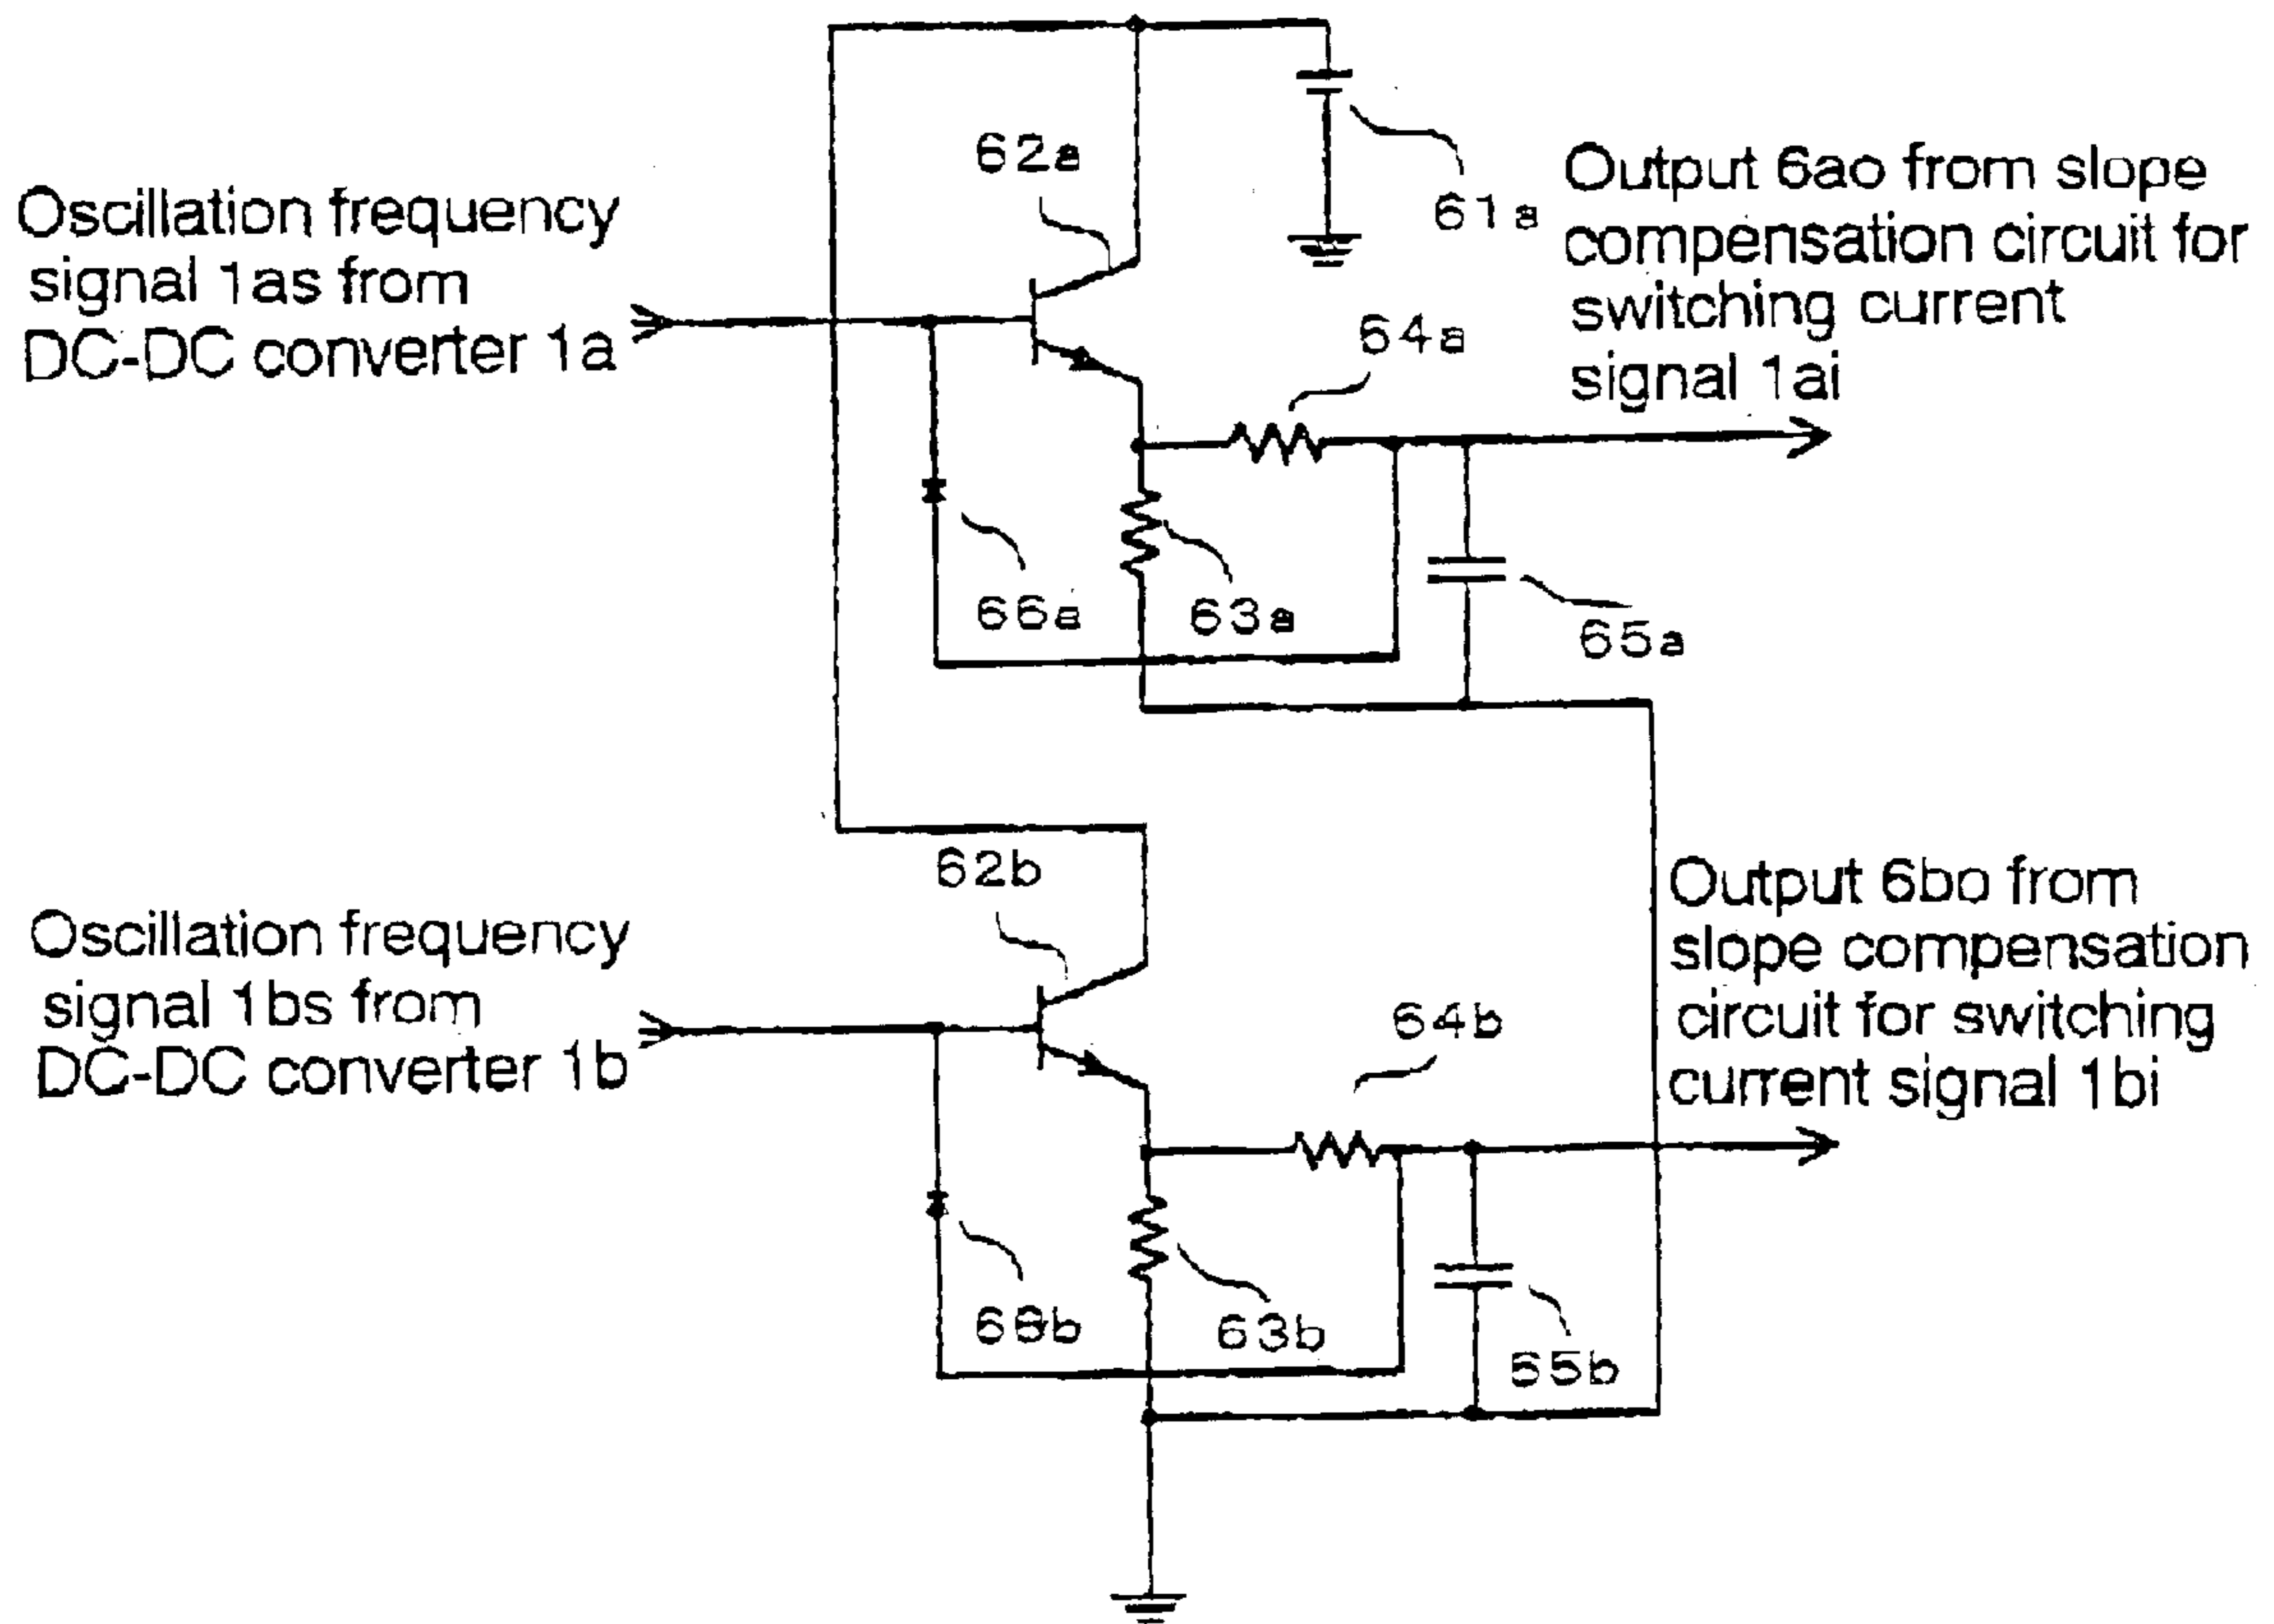 62a
61a
Oscillation frequency
signal 1as from
DC-DC converter 1a
Output 6ao from slope
compensation circuit for
switching current
signal 1ai
64a
66a
63a
65a
62b
Oscillation frequency
signal 1bs from
DC-DC converter 1b
Output 6bo from
slope compensation
circuit for switching
current signal 1bi
64b
66b
63b
65b